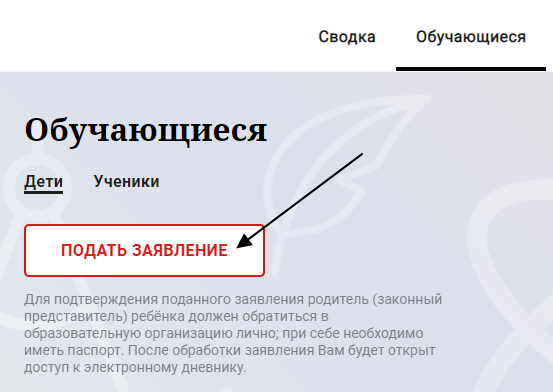 Сводка Обучающиеся
Обучающиеся
Дети Ученики
ПОДАТЬ ЗАЯВЛЕНИЕ
Для подтверждения поданного заявления родитель (законный
представитель) ребёнка должен обратиться в
образовательную организацию лично; при себе необходимо
иметь паспорт. После обработки заявления Вам будет открыт
доступ к электронному дневнику.